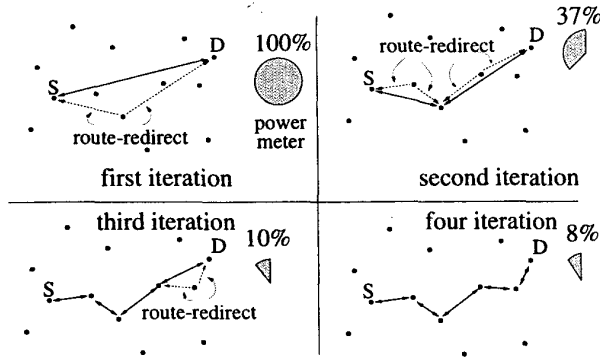 D
100%
S
route-redirect
power
meter
first iteration
37%
D
route-redirect
S
second iteration
third iteration
D
10%
S
route-redirect
four iteration
8%
D
S